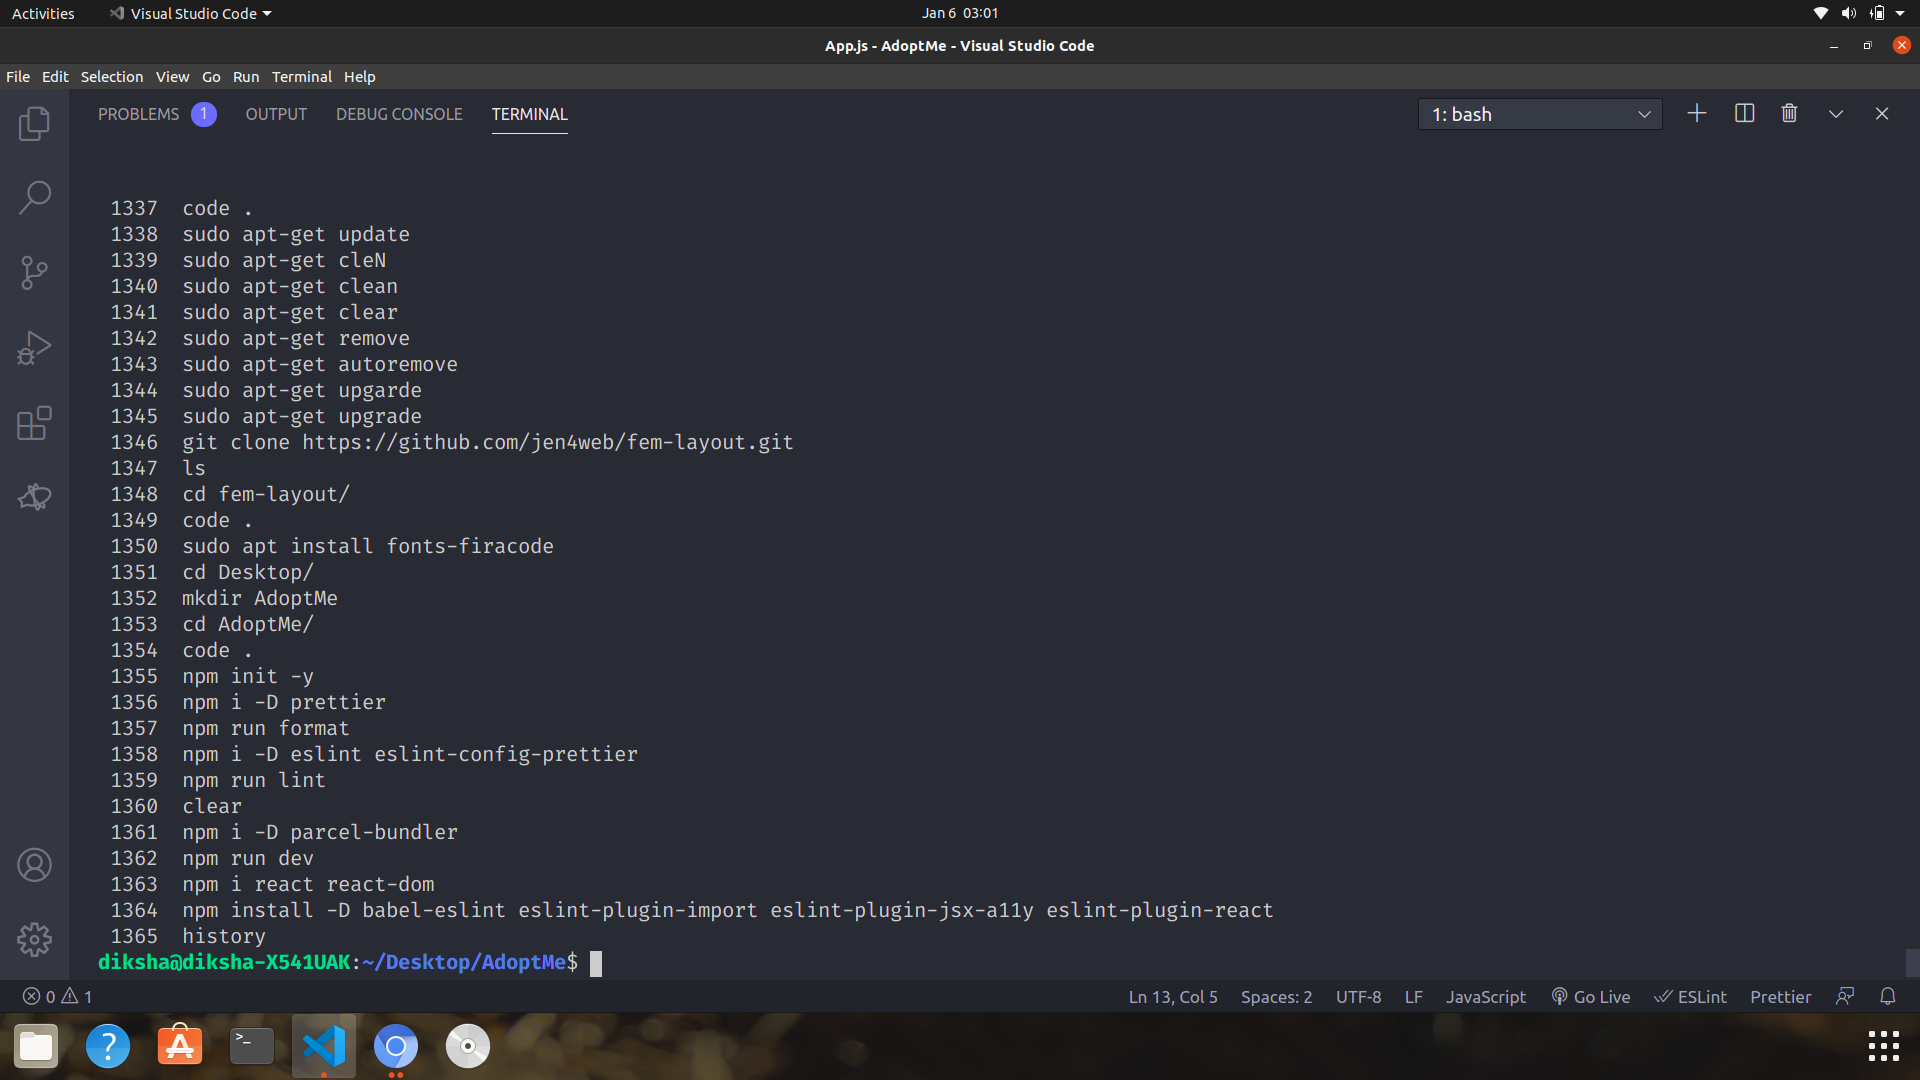 Activities Visual Studio Code Jan 6 03:01
App.js - AdoptMe - Visual Studio Code
File Edit Selection View Go Run Terminal Help
PROBLEMS 1 OUTPUT DEBUG CONSOLE TERMINAL 1: bash
1337 code .
1338 sudo apt-get update
1339 sudo apt-get cleN
1340 sudo apt-get clean
1341 sudo apt-get clear
1342 sudo apt-get remove
1343 sudo apt-get autoremove
1344 sudo apt-get upgarde
1345 sudo apt-get upgrade
1346 git clone https://github.com/jen4web/fem-layout.git
1347 ls
1348 cd fem-layout/
1349 code .
1350 sudo apt install fonts-firacode
1351 cd Desktop/
1352 mkdir AdoptMe
1353 cd AdoptMe/
1354 code .
1355 npm init -y
1356 npm i -D prettier
1357 npm run format
1358 npm i -D eslint eslint-config-prettier
1359 npm run lint
1360 clear
1361 npm i -D parcel-bundler
1362 npm run dev
1363 npm i react react-dom
1364 npm install -D babel-eslint eslint-plugin-import eslint-plugin-jsx-a11y eslint-plugin-react
1365 history
diksha@diksha-X541UAK:~/Desktop/AdoptMe$
0 1 Ln 13, Col 5 Spaces: 2 UTF-8 LF JavaScript Go Live ESLint Prettier